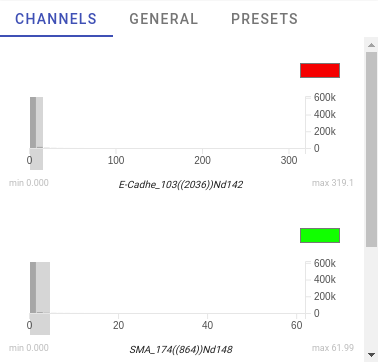 CHANNELS GENERAL PRESETS
600k
400k
200k
0
0 100 200 300
min 0.000 E-Cadhe_103((2036))Nd142 max 319.1
600k
400k
200k
0
0 20 40 60
min 0.000 SMA_174((864))Nd148 max 61.99